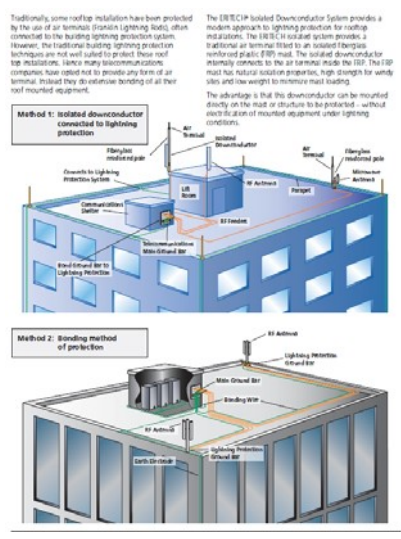 Traditionally, some rooftop installation have been protected
by the use of air terminals (Franklin Lightning Rods), often
connected to the building lightning protection system.
However, the traditional building lightning protection
techniques are not well suited to protect these roof
top installations. Hence many telecommunications
companies have opted not to provide any form of air
terminal. Instead they do extensive bonding of all their
roof mounted equipment.
The ERITECH® Isolated Downconductor System provides a
modern approach to lightning protection for rooftop
installations. The ERITECH isolated system provides a
traditional air terminal fitted to an isolated fiberglass
reinforced plastic (FRP) mast. The isolated downconductor
internally connects to the air terminal inside the FRP. The FRP
mast has natural isolation properties, high strength for windy
sites and low weight to minimize mast loading.
The advantage is that this downconductor can be mounted
directly on the mast or structure to be protected – without
electrification of mounted equipment under lightning
conditions.
Method 1: Isolated downconductor
connected to lightning
protection
Air
Terminal
Isolated
Downconductor
Fiberglass
reinforced pole
Air
Terminal
Fiberglass
reinforced pole
Connects to Lightning
Protection System
Lift
Room
RF Antenna
Parapet
Microwave
Antenna
Communications
Shelter
RF Feeders
Telecommunications
Main Ground Bar
Bond Ground Bar to
Lightning Protection
Method 2: Bonding method
of protection
RF Antenna
Lightning Protection
Ground Bar
Main Ground Bar
Bonding Wire
RF Antenna
Lightning Protection
Ground Bar
Earth Electrode